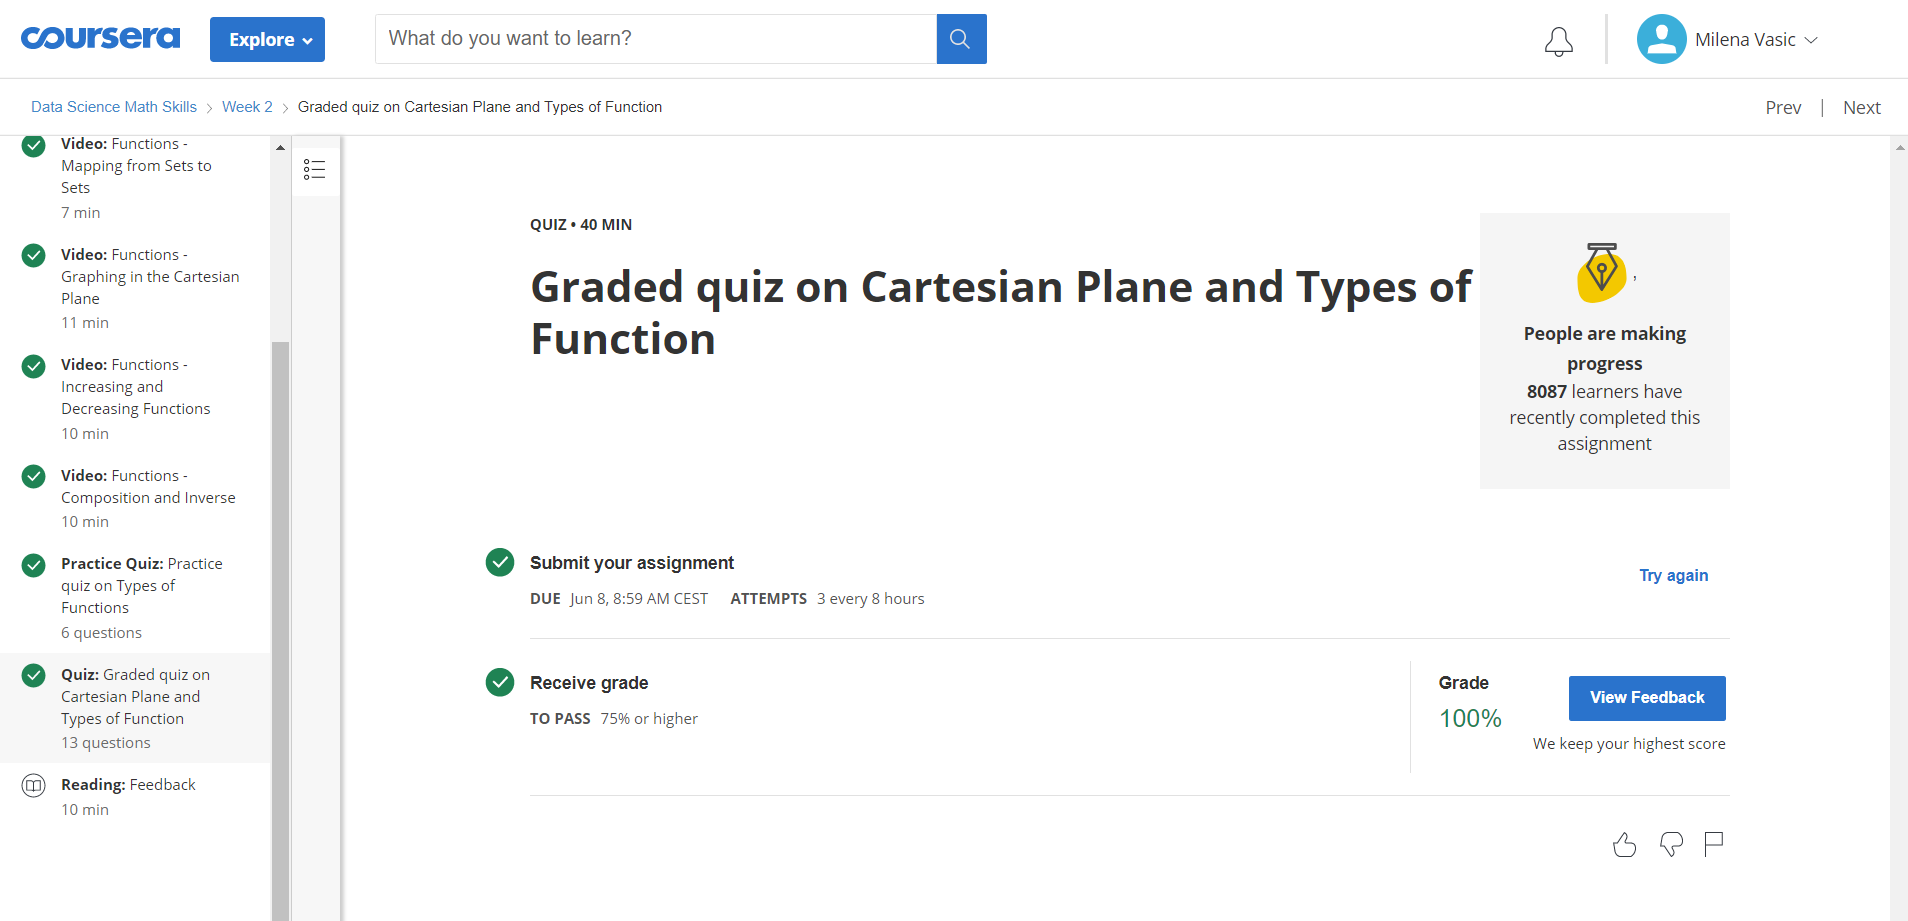 coursera
Explore
What do you want to learn?
Milena Vasic
Data Science Math Skills
Week 2
Graded quiz on Cartesian Plane and Types of Function
Prev | Next
Video: Functions -
Mapping from Sets to
Sets
7 min
Video: Functions -
Graphing in the Cartesian
Plane
11 min
Video: Functions -
Increasing and
Decreasing Functions
10 min
Video: Functions -
Composition and Inverse
10 min
Practice Quiz: Practice
quiz on Types of
Functions
6 questions
Quiz: Graded quiz on
Cartesian Plane and
Types of Function
13 questions
Reading: Feedback
10 min
QUIZ • 40 MIN
Graded quiz on Cartesian Plane and Types of
Function
People are making
progress
8087 learners have
recently completed this
assignment
Submit your assignment
DUE Jun 8, 8:59 AM CEST ATTEMPTS 3 every 8 hours
Try again
Receive grade
TO PASS 75% or higher
Grade
100%
View Feedback
We keep your highest score